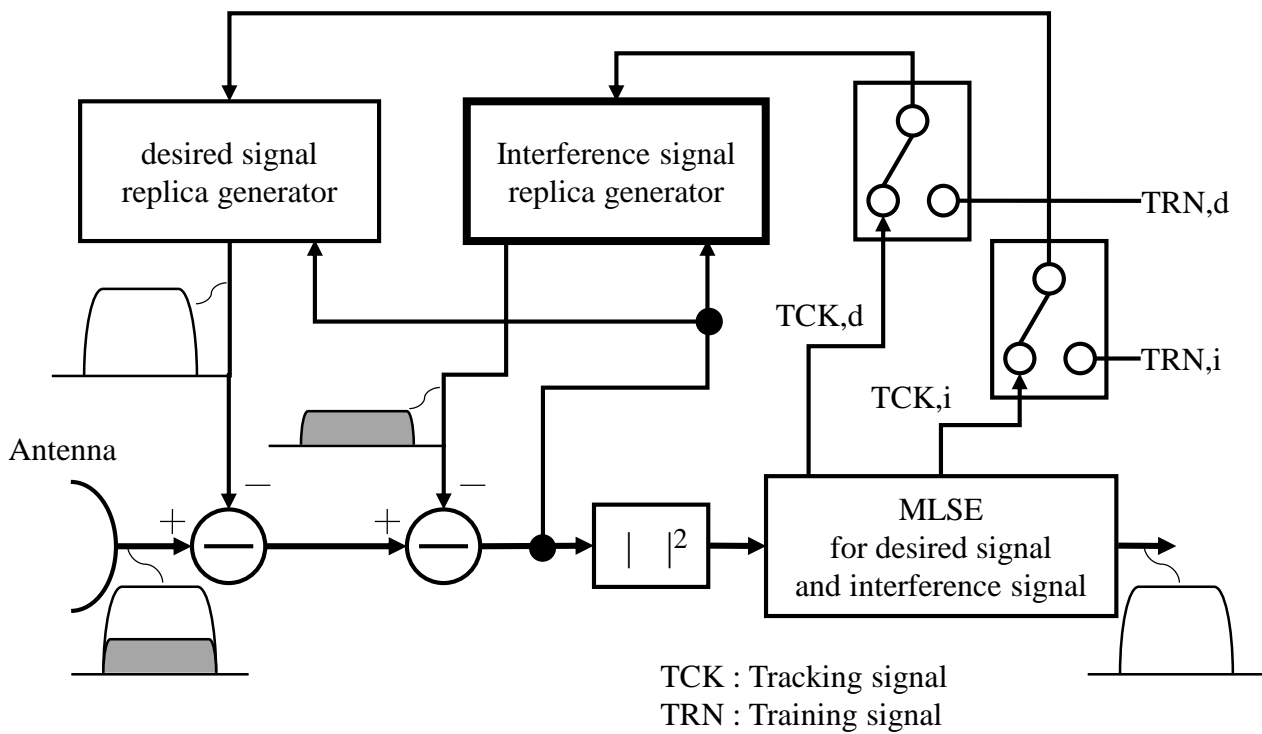 desired signal
replica generator
Interference signal
replica generator
TRN,d
TCK,d
TRN,i
TCK,i
Antenna
−
−
+
+
| |²
MLSE
for desired signal
and interference signal
TCK : Tracking signal
TRN : Training signal